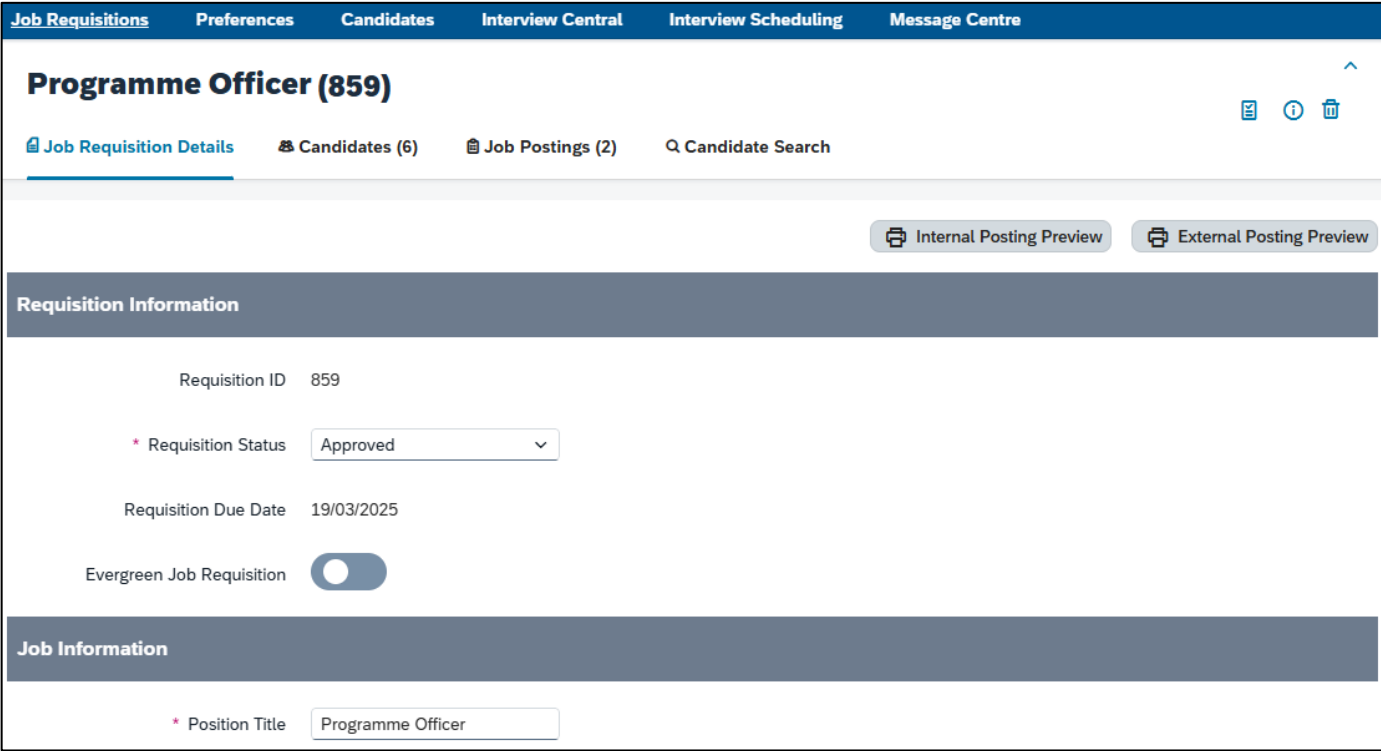 Job Requisitions Preferences Candidates Interview Central Interview Scheduling Message Centre
Programme Officer (859)
Job Requisition Details Candidates (6) Job Postings (2) Candidate Search
Internal Posting Preview External Posting Preview
Requisition Information
Requisition ID 859
* Requisition Status Approved
Requisition Due Date 19/03/2025
Evergreen Job Requisition
Job Information
* Position Title Programme Officer